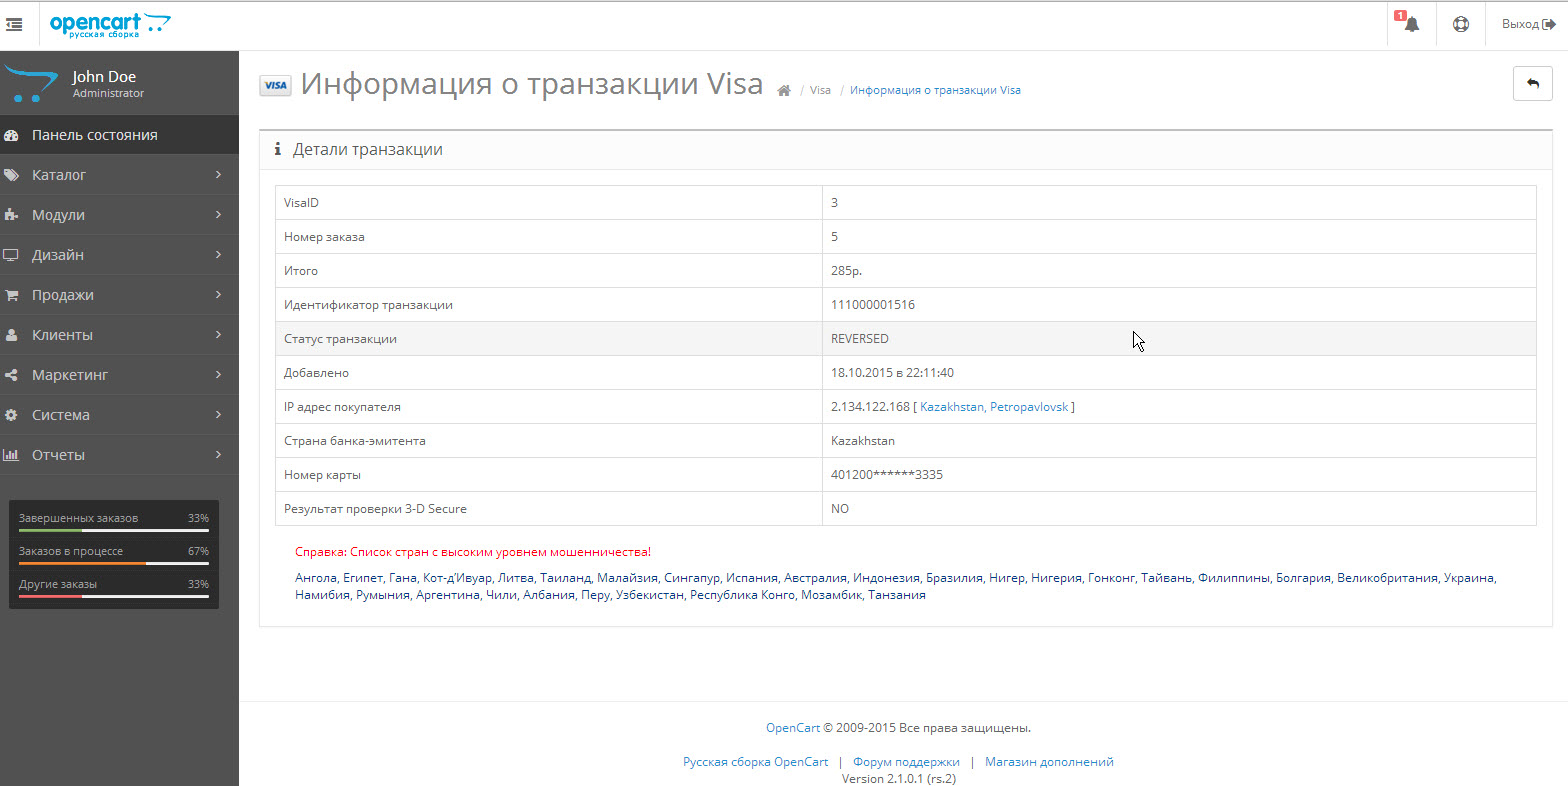 opencart
русская сборка
1
Выход
John Doe
Administrator
Панель состояния
Каталог
Модули
Дизайн
Продажи
Клиенты
Маркетинг
Система
Отчеты
Завершенных заказов 33%
Заказов в процессе 67%
Другие заказы 33%
VISA Информация о транзакции Visa / Visa / Информация о транзакции Visa
Детали транзакции
VisaID 3
Номер заказа 5
Итого 285р.
Идентификатор транзакции 111000001516
Статус транзакции REVERSED
Добавлено 18.10.2015 в 22:11:40
IP адрес покупателя 2.134.122.168 [ Kazakhstan, Petropavlovsk ]
Страна банка-эмитента Kazakhstan
Номер карты 401200******3335
Результат проверки 3-D Secure NO
Справка: Список стран с высоким уровнем мошенничества!
Ангола, Египет, Гана, Кот-д'Ивуар, Литва, Таиланд, Малайзия, Сингапур, Испания, Австралия, Индонезия, Бразилия, Нигер, Нигерия, Гонконг, Тайвань, Филиппины, Болгария, Великобритания, Украина,
Намибия, Румыния, Аргентина, Чили, Албания, Перу, Узбекистан, Республика Конго, Мозамбик, Танзания
OpenCart © 2009-2015 Все права защищены.
Русская сборка OpenCart | Форум поддержки | Магазин дополнений
Version 2.1.0.1 (rs.2)